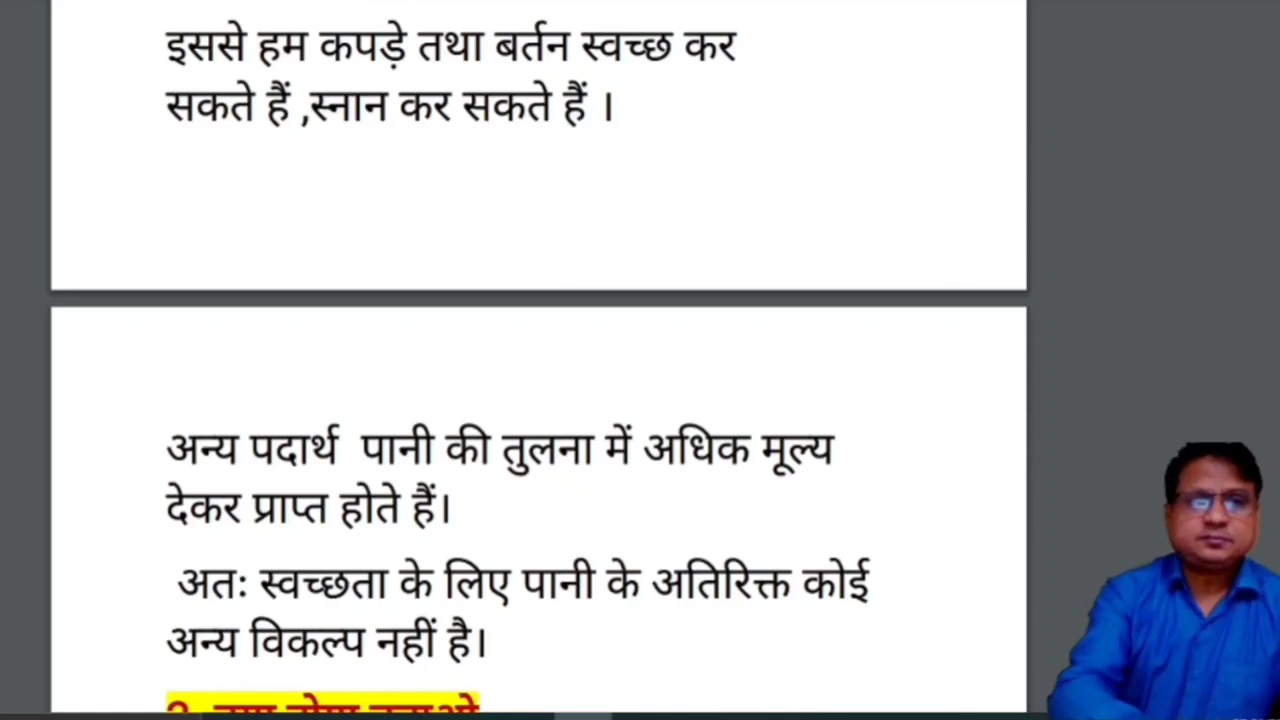 इससे हम कपड़े तथा बर्तन स्वच्छ कर
सकते हैं ,स्नान कर सकते हैं ।
अन्य पदार्थ पानी की तुलना में अधिक मूल्य
देकर प्राप्त होते हैं।
अतः स्वच्छता के लिए पानी के अतिरिक्त कोई
अन्य विकल्प नहीं है।